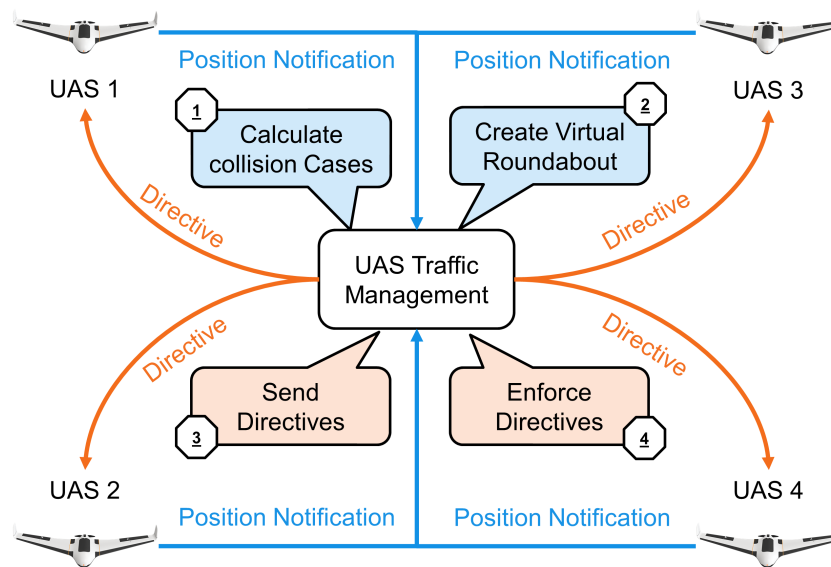 Position Notification
Position Notification
UAS 1
UAS 3
1
Calculate
collision Cases
2
Create Virtual
Roundabout
Directive
Directive
UAS Traffic
Management
Directive
Directive
Send
Directives
3
Enforce
Directives
4
UAS 2
UAS 4
Position Notification
Position Notification